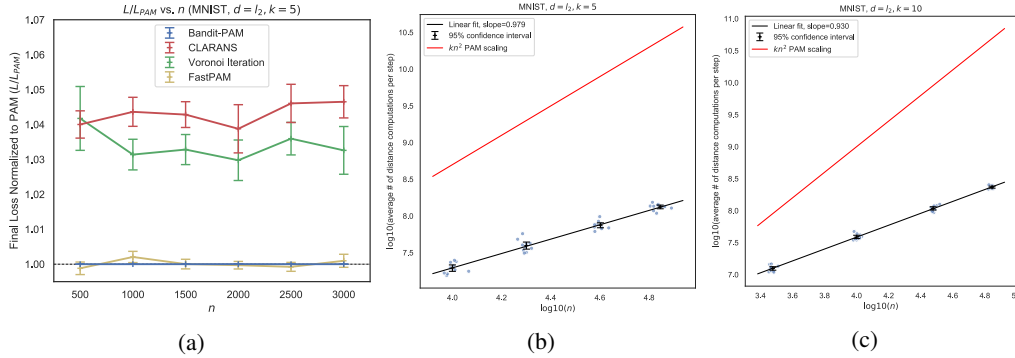 L/L_PAM vs. n (MNIST, d = l₂, k = 5)
Bandit-PAM
CLARANS
Voronoi Iteration
FastPAM
Final Loss Normalized to PAM (L/L_PAM)
1.06
1.05
1.04
1.03
1.02
1.01
1.00
500 1000 1500 2000 2500 3000
n
(a)
MNIST, d = l₂, k = 5
Linear fit, slope=0.979
95% confidence interval
kn² PAM scaling
log10(average # of distance computations per step)
11.0
10.5
10.0
9.5
9.0
8.5
8.0
7.5
4.0 4.2 4.4 4.6 4.8
log10(n)
(b)
MNIST, d = l₂, k = 10
Linear fit, slope=0.930
95% confidence interval
kn² PAM scaling
log10(average # of distance computations per step)
11.0
10.5
10.0
9.5
9.0
8.5
8.0
7.5
7.0
3.4 3.6 3.8 4.0 4.2 4.4 4.6 4.8
log10(n)
(c)